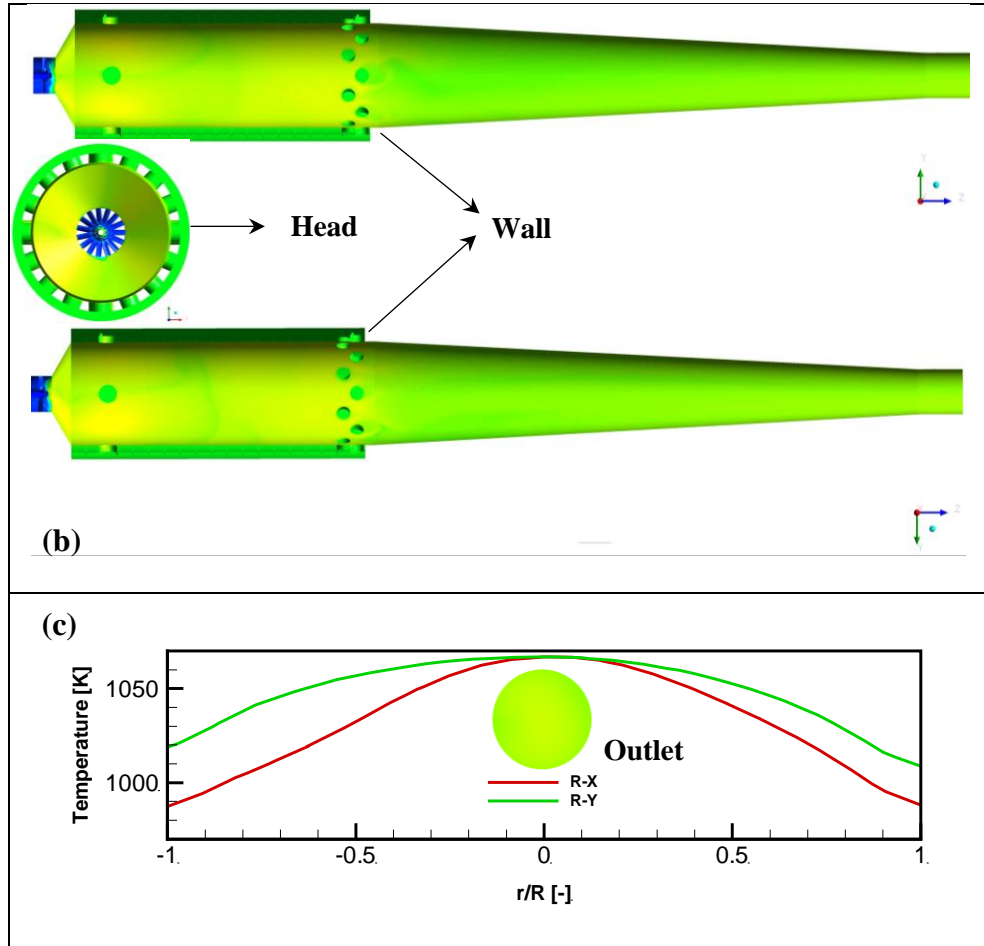 Y
Z
Head
Wall
Z
Y
(b)
(c)
Temperature [K]
1050
1000
Outlet
R-X
R-Y
-1.
-0.5.
0.
0.5.
1.
r/R [-]